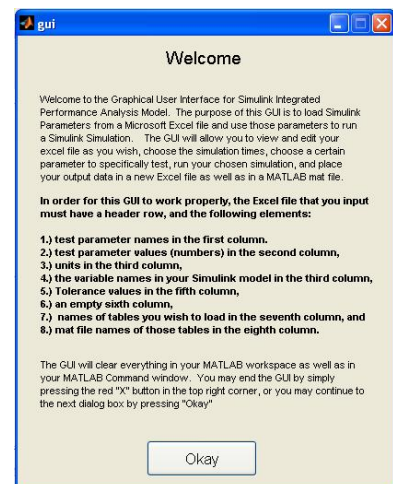 gui
Welcome
Welcome to the Graphical User Interface for Simulink Integrated
Performance Analysis Model. The purpose of this GUI is to load Simulink
Parameters from a Microsoft Excel file and use those parameters to run
a Simulink Simulation. The GUI will allow you to view and edit your
excel file as you wish, choose the simulation times, choose a certain
parameter to specifically test, run your chosen simulation, and place
your output data in a new Excel file as well as in a MATLAB mat file.
In order for this GUI to work properly, the Excel file that you input
must have a header row, and the following elements:
1.) test parameter names in the first column.
2.) test parameter values (numbers) in the second column,
3.) units in the third column,
4.) the variable names in your Simulink model in the third column,
5.) Tolerance values in the fifth column,
6.) an empty sixth column,
7.) names of tables you wish to load in the seventh column, and
8.) mat file names of those tables in the eighth column.
The GUI will clear everything in your MATLAB workspace as well as in
your MATLAB Command window. You may end the GUI by simply
pressing the red "X" button in the top right corner, or you may continue to
the next dialog box by pressing "Okay"
Okay